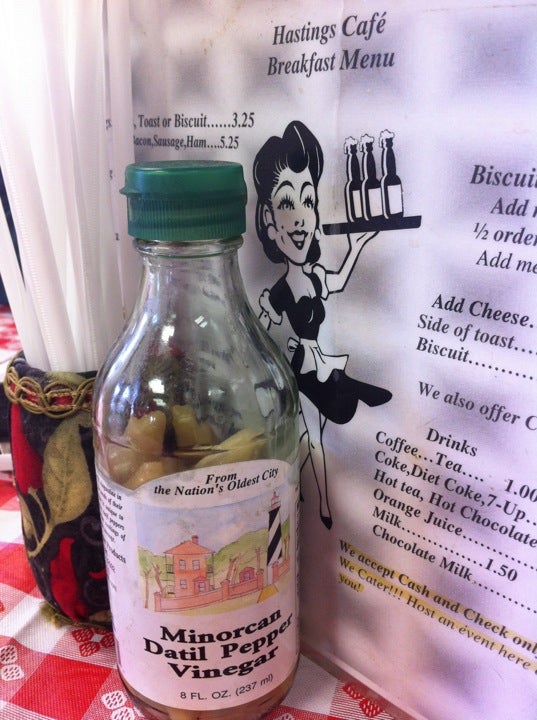 Hastings Café
Breakfast Menu
, Toast or Biscuit......3.25
Bacon,Sausage,Ham....5.25
Add
½ order
Add
Add Cheese.
Side of toast....
Biscuit..........
We also offer
Drinks
Coffee...Tea.... 1.00
Coke,Diet Coke,7-Up..
Hot tea, Hot Chocolate
Orange Juice.........
Milk............1.50
Chocolate Milk........
We accept Cash and Check only
We Cater!!! Host an event here
you!
From
the Nation's Oldest City
Minorcan
Datil Pepper
Vinegar
8 FL. OZ. (237 ml)